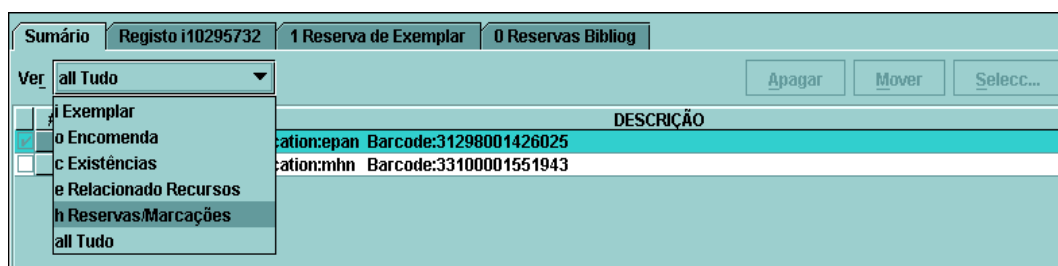 Sumário Registo i10295732 1 Reserva de Exemplar 0 Reservas Bibliog
Ver all Tudo Apagar Mover Selecc...
DESCRIÇÃO
i Exemplar
o Encomenda cation:epan Barcode:31298001426025
c Existências cation:mhn Barcode:33100001551943
e Relacionado Recursos
h Reservas/Marcações
all Tudo